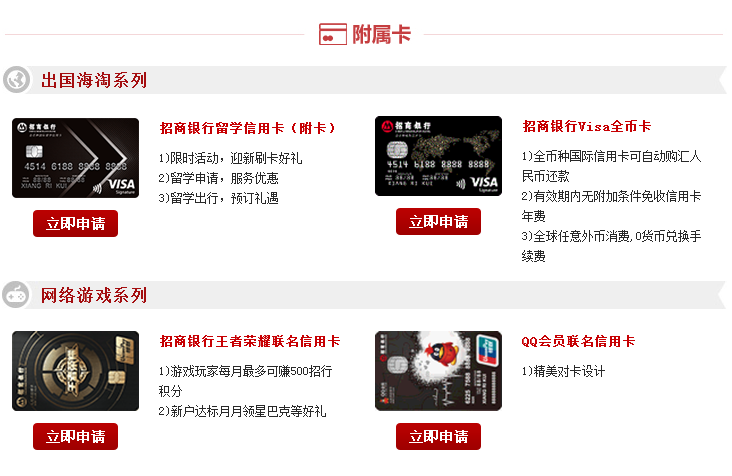 附属卡
出国海淘系列
招商银行
4514 6188 8888 8888
XIANG RI KUI
VISA
Signature
立即申请
招商银行留学信用卡（附卡）
1)限时活动，迎新刷卡好礼
2)留学申请，服务优惠
3)留学出行，预订礼遇
招商银行
4514 6188 8888 8888
XIANG RI KUI
VISA
Signature
立即申请
招商银行Visa全币卡
1)全币种国际信用卡可自动购汇人
民币还款
2)有效期内无附加条件免收信用卡
年费
3)全球任意外币消费,0货币兑换手
续费
网络游戏系列
招商银行
王者荣耀
立即申请
招商银行王者荣耀联名信用卡
1)游戏玩家每月最多可赚500招行
积分
2)新户达标月月领星巴克等好礼
招商银行
XIANG RI KUI
立即申请
QQ会员联名信用卡
1)精美对卡设计